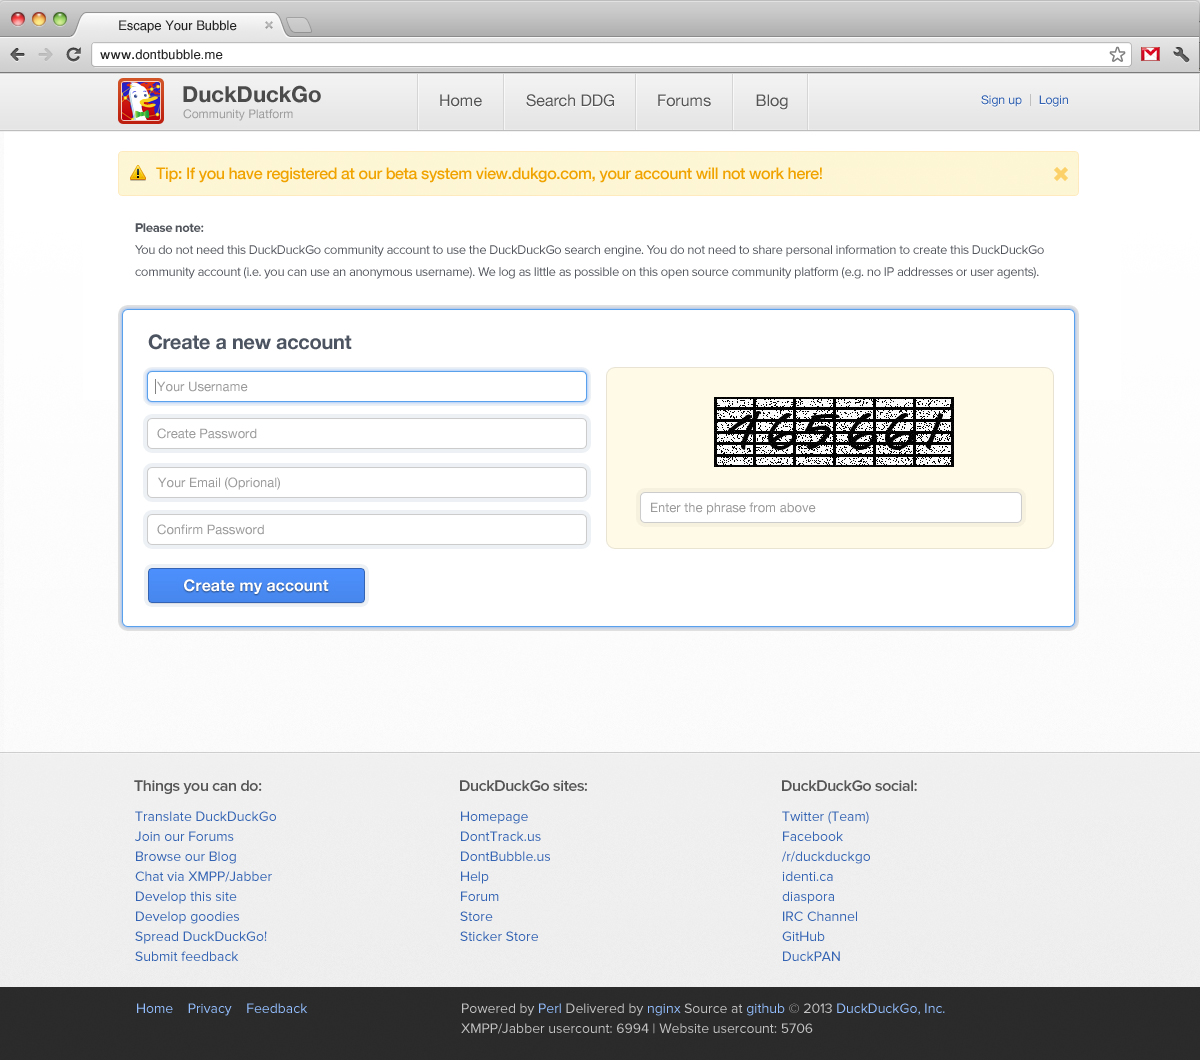 Escape Your Bubble
www.dontbubble.me
DuckDuckGo
Community Platform
Home
Search DDG
Forums
Blog
Sign up
Login
Tip: If you have registered at our beta system view.dukgo.com, your account will not work here!
Please note:
You do not need this DuckDuckGo community account to use the DuckDuckGo search engine. You do not need to share personal information to create this DuckDuckGo
community account (i.e. you can use an anonymous username). We log as little as possible on this open source community platform (e.g. no IP addresses or user agents).
Create a new account
Your Username
Create Password
Your Email (Oprional)
Confirm Password
Create my account
Enter the phrase from above
Things you can do:
Translate DuckDuckGo
Join our Forums
Browse our Blog
Chat via XMPP/Jabber
Develop this site
Develop goodies
Spread DuckDuckGo!
Submit feedback
DuckDuckGo sites:
Homepage
DontTrack.us
DontBubble.us
Help
Forum
Store
Sticker Store
DuckDuckGo social:
Twitter (Team)
Facebook
/r/duckduckgo
identi.ca
diaspora
IRC Channel
GitHub
DuckPAN
Home Privacy Feedback
Powered by Perl Delivered by nginx Source at github © 2013 DuckDuckGo, Inc.
XMPP/Jabber usercount: 6994 | Website usercount: 5706